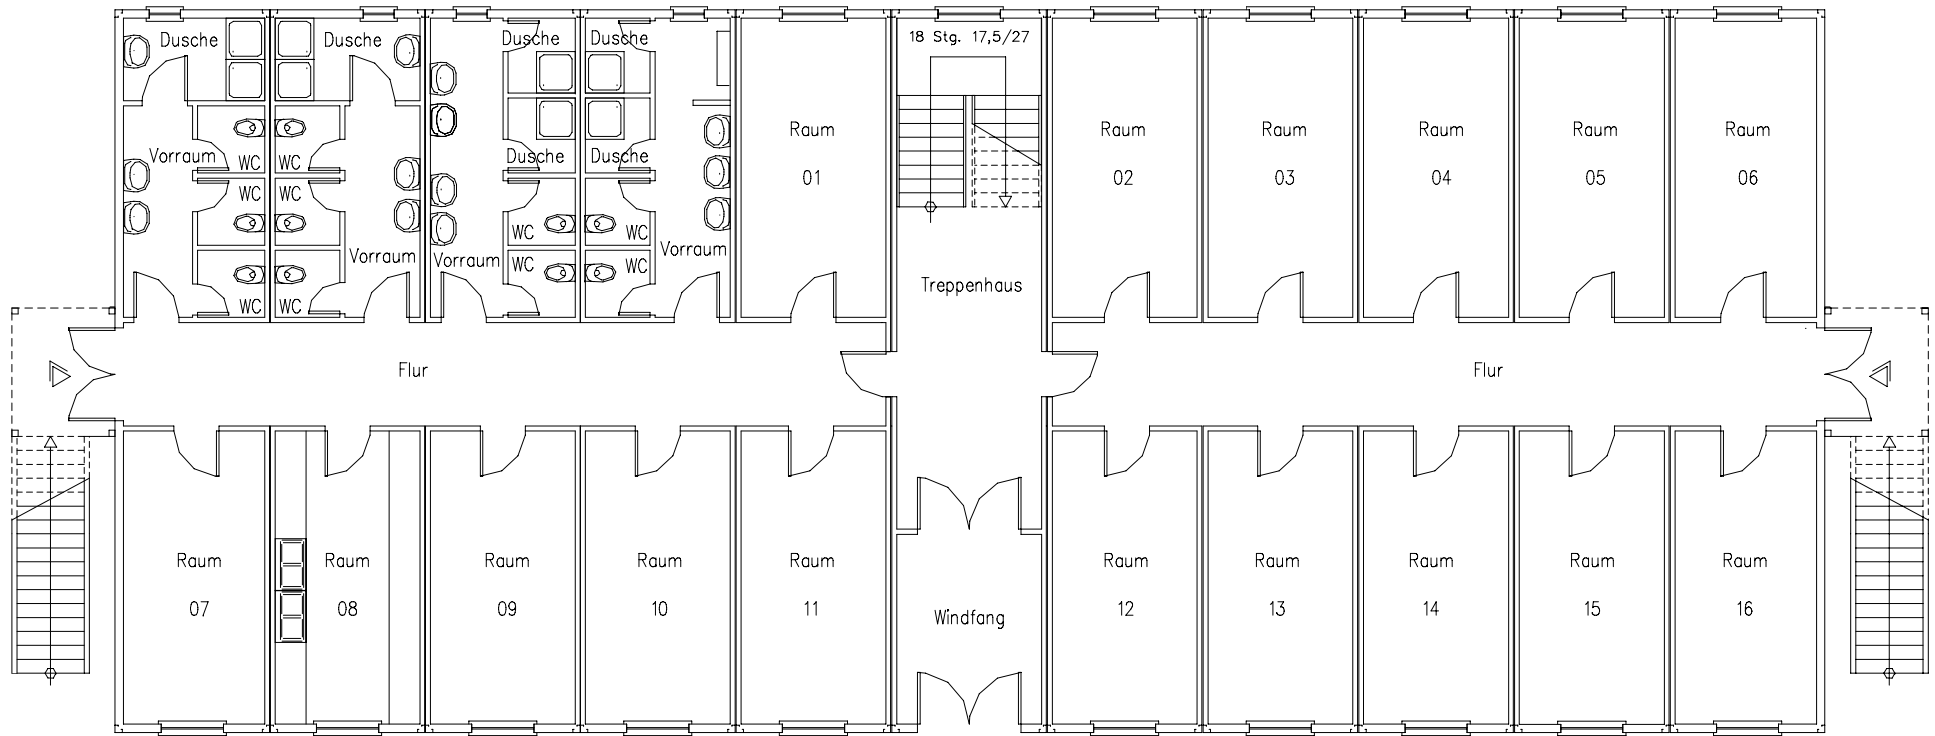 18 Stg. 17,5/27
Dusche
Dusche
Dusche
Dusche
Raum
01
Raum
02
Raum
03
Raum
04
Raum
05
Raum
06
Vorraum
WC
WC
Dusche
Dusche
WC
WC
WC
WC
Vorraum
Vorraum
WC
WC
Vorraum
WC
WC
WC
WC
Treppenhaus
Flur
Flur
Raum
07
Raum
08
Raum
09
Raum
10
Raum
11
Windfang
Raum
12
Raum
13
Raum
14
Raum
15
Raum
16